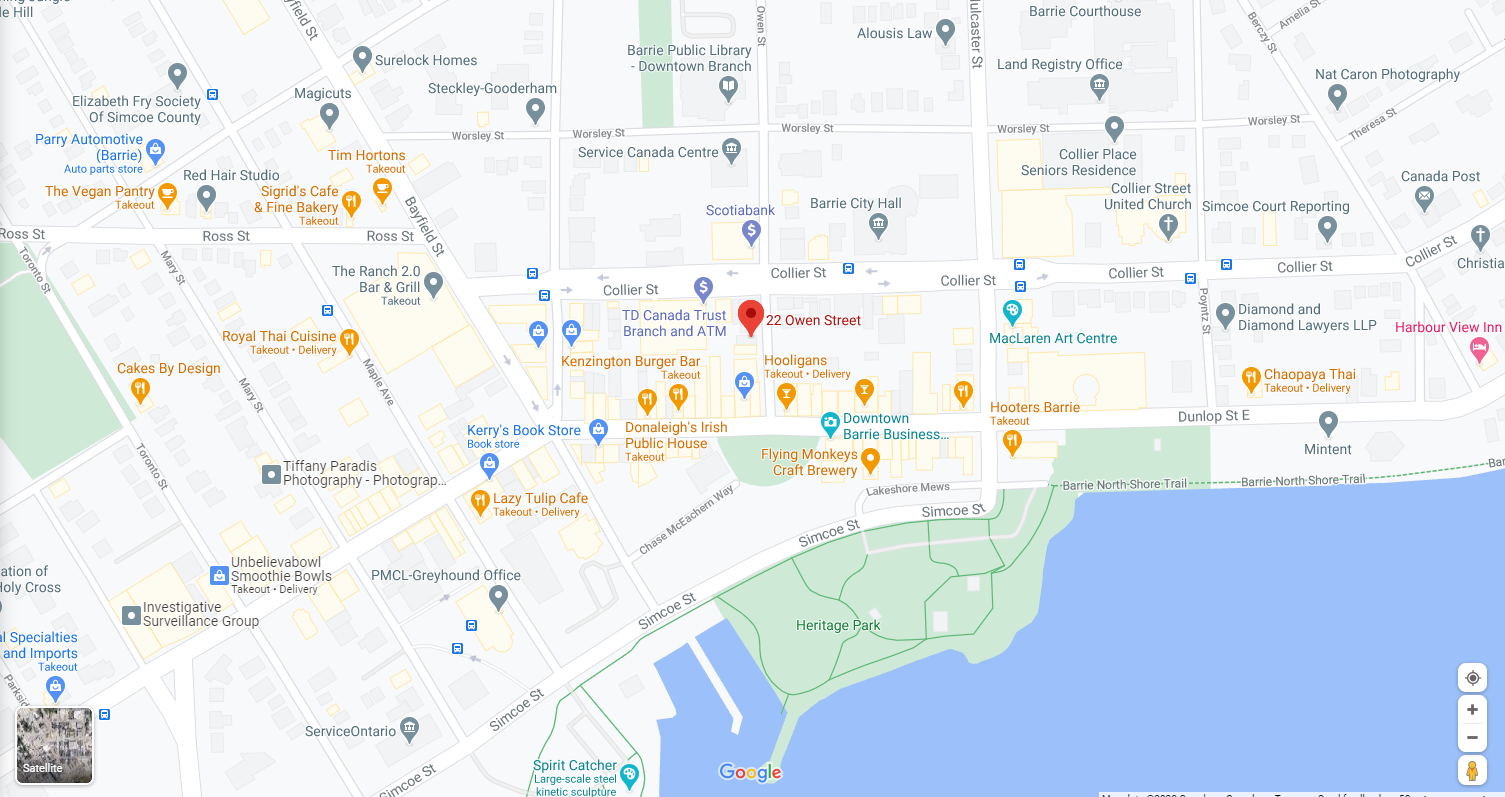 le Hill
Bayfield St
Owen St
Mulcaster St
Barrie Courthouse
Amelia St
Berczy St
Alousis Law
Barrie Public Library
- Downtown Branch
Surelock Homes
Land Registry Office
Nat Caron Photography
Steckley-Gooderham
Magicuts
Elizabeth Fry Society
Of Simcoe County
Worsley St
Worsley St
Worsley St
Worsley St
Worsley St
Theresa St
Parry Automotive
(Barrie)
Auto parts store
Service Canada Centre
Tim Hortons
Takeout
Collier Place
Seniors Residence
Red Hair Studio
The Vegan Pantry
Takeout
Sigrid's Cafe
& Fine Bakery
Takeout
Canada Post
Collier Street
United Church
Simcoe Court Reporting
Scotiabank
Barrie City Hall
Bayfield St
Ross St
Ross St
Ross St
Toronto St
Mary St
Collier St
Christia
Collier St
Collier St
Collier St
Collier St
Collier St
The Ranch 2.0
Bar & Grill
Takeout
TD Canada Trust
Branch and ATM
22 Owen Street
Poyntz St
Diamond and
Diamond Lawyers LLP
Harbour View Inn
MacLaren Art Centre
Royal Thai Cuisine
Takeout • Delivery
Cakes By Design
Kenzington Burger Bar
Takeout
Hooligans
Takeout • Delivery
Maple Ave
Mary St
Chaopaya Thai
Takeout • Delivery
Hooters Barrie
Takeout
Dunlop St E
Downtown
Barrie Business...
Kerry's Book Store
Book store
Donaleigh's Irish
Public House
Takeout
Mintent
Flying Monkeys
Craft Brewery
Toronto St
Tiffany Paradis
Photography - Photograp...
Lazy Tulip Cafe
Takeout • Delivery
Lakeshore Mews
Barrie North Shore Trail
Barrie North Shore Trail
Chase McEachern Way
Simcoe St
Simcoe St
Unbelievabowl
Smoothie Bowls
Takeout • Delivery
PMCL-Greyhound Office
ation of
Holy Cross
Investigative
Surveillance Group
Simcoe St
Heritage Park
al Specialties
and Imports
Takeout
Simcoe St
ServiceOntario
Spirit Catcher
Large-scale steel
kinetic sculpture
Simcoe St
Satellite
Google